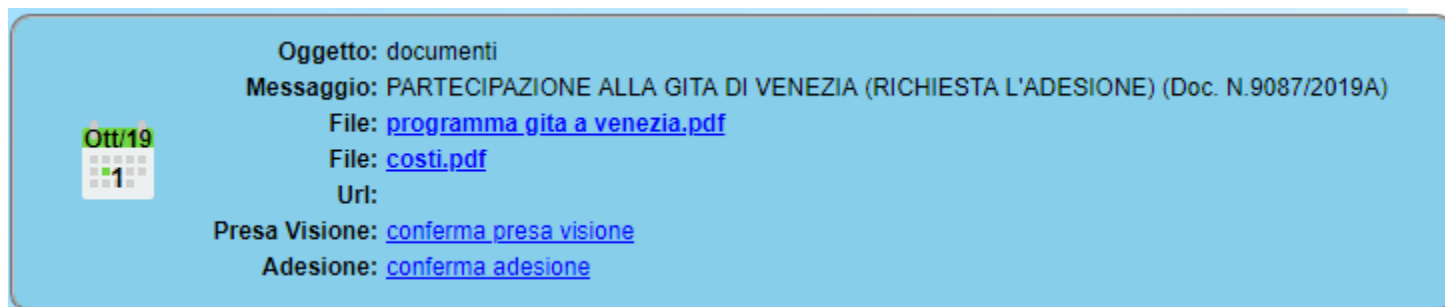 Oggetto: documenti
Messaggio: PARTECIPAZIONE ALLA GITA DI VENEZIA (RICHIESTA L'ADESIONE) (Doc. N.9087/2019A)
File: programma gita a venezia.pdf
Ott/19
File: costi.pdf
1
Url:
Presa Visione: conferma presa visione
Adesione: conferma adesione